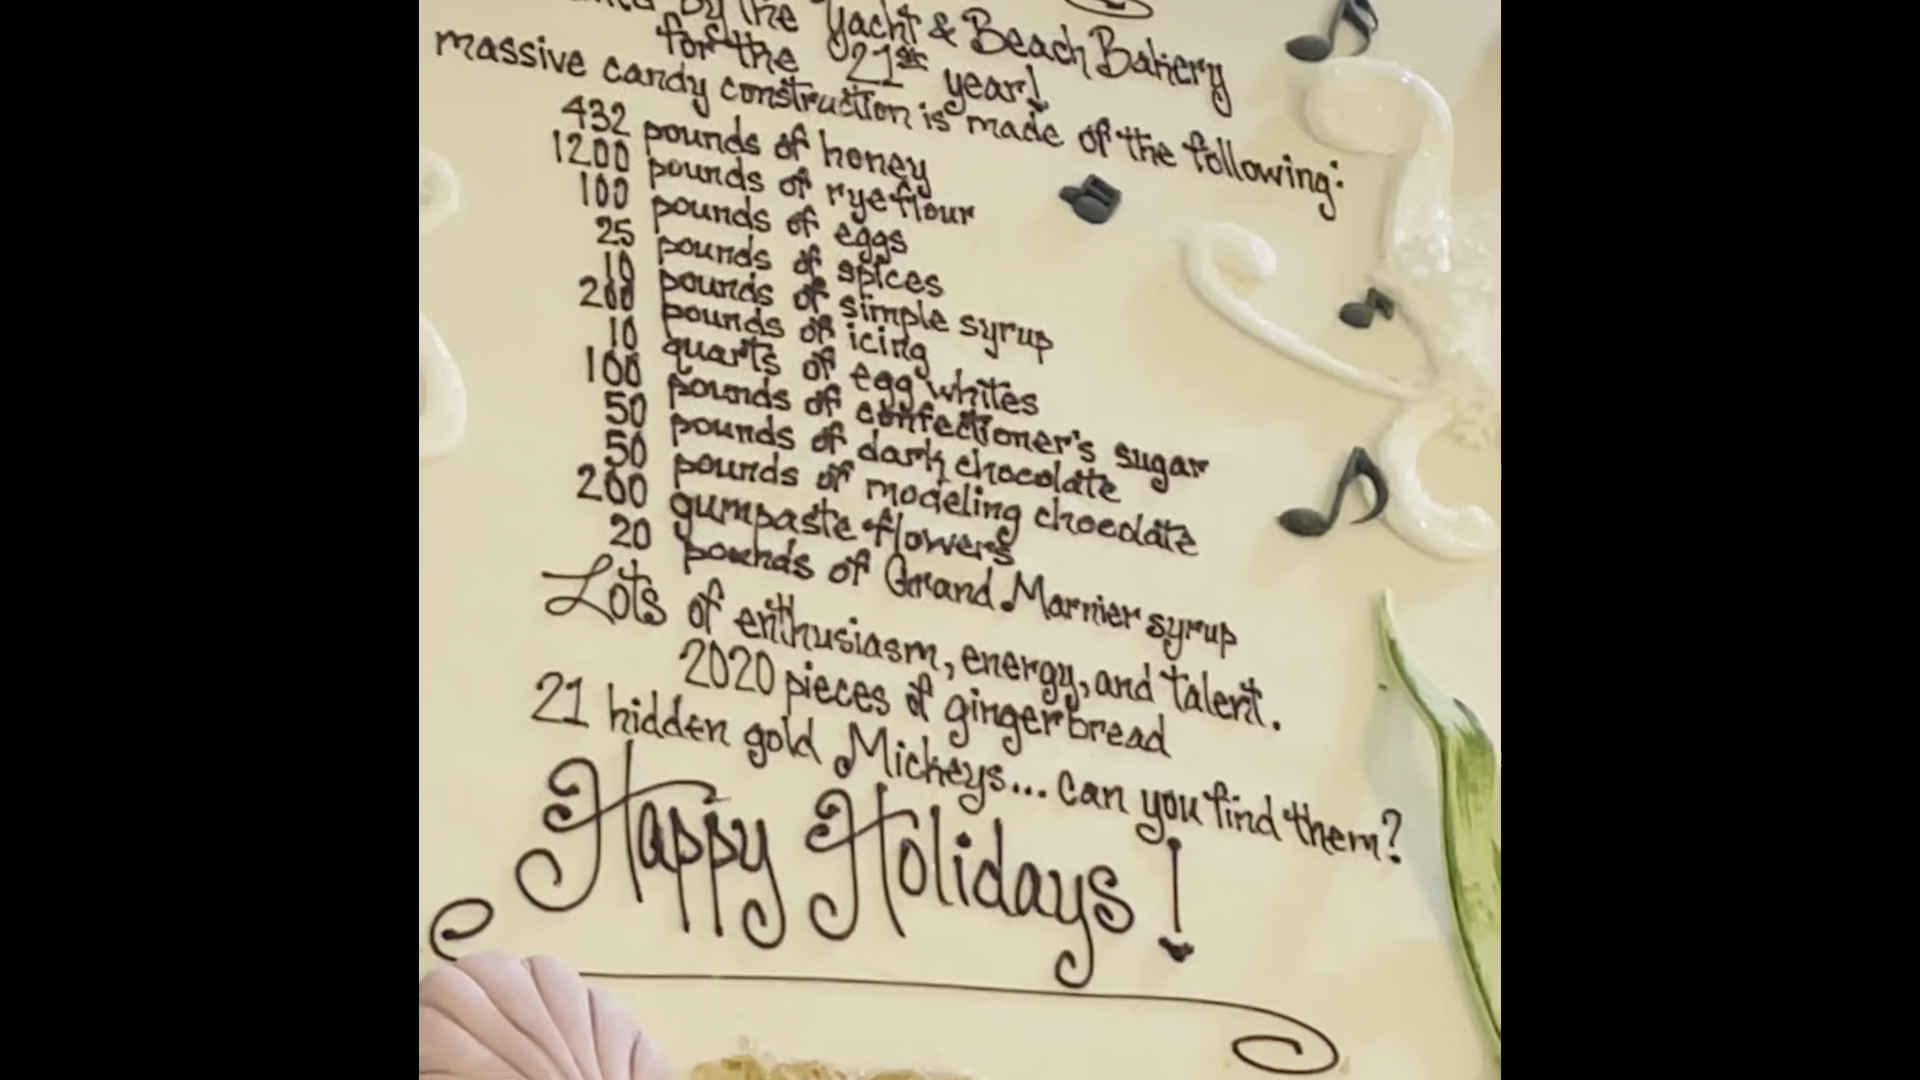 by the Yacht & Beach Bakery
for the 21st year!
massive candy construction is made of the following:
432 pounds of honey
1200 pounds of rye flour
100 pounds of eggs
25 pounds of spices
10 pounds of simple syrup
200 pounds of icing
10 quarts of egg whites
100 pounds of confectioner's sugar
50 pounds of dark chocolate
50 pounds of modeling chocolate
200 gumpaste flowers
20 pounds of Grand Marnier syrup
Lots of enthusiasm, energy, and talent.
2020 pieces of gingerbread
21 hidden gold Mickeys... can you find them?
Happy Holidays!